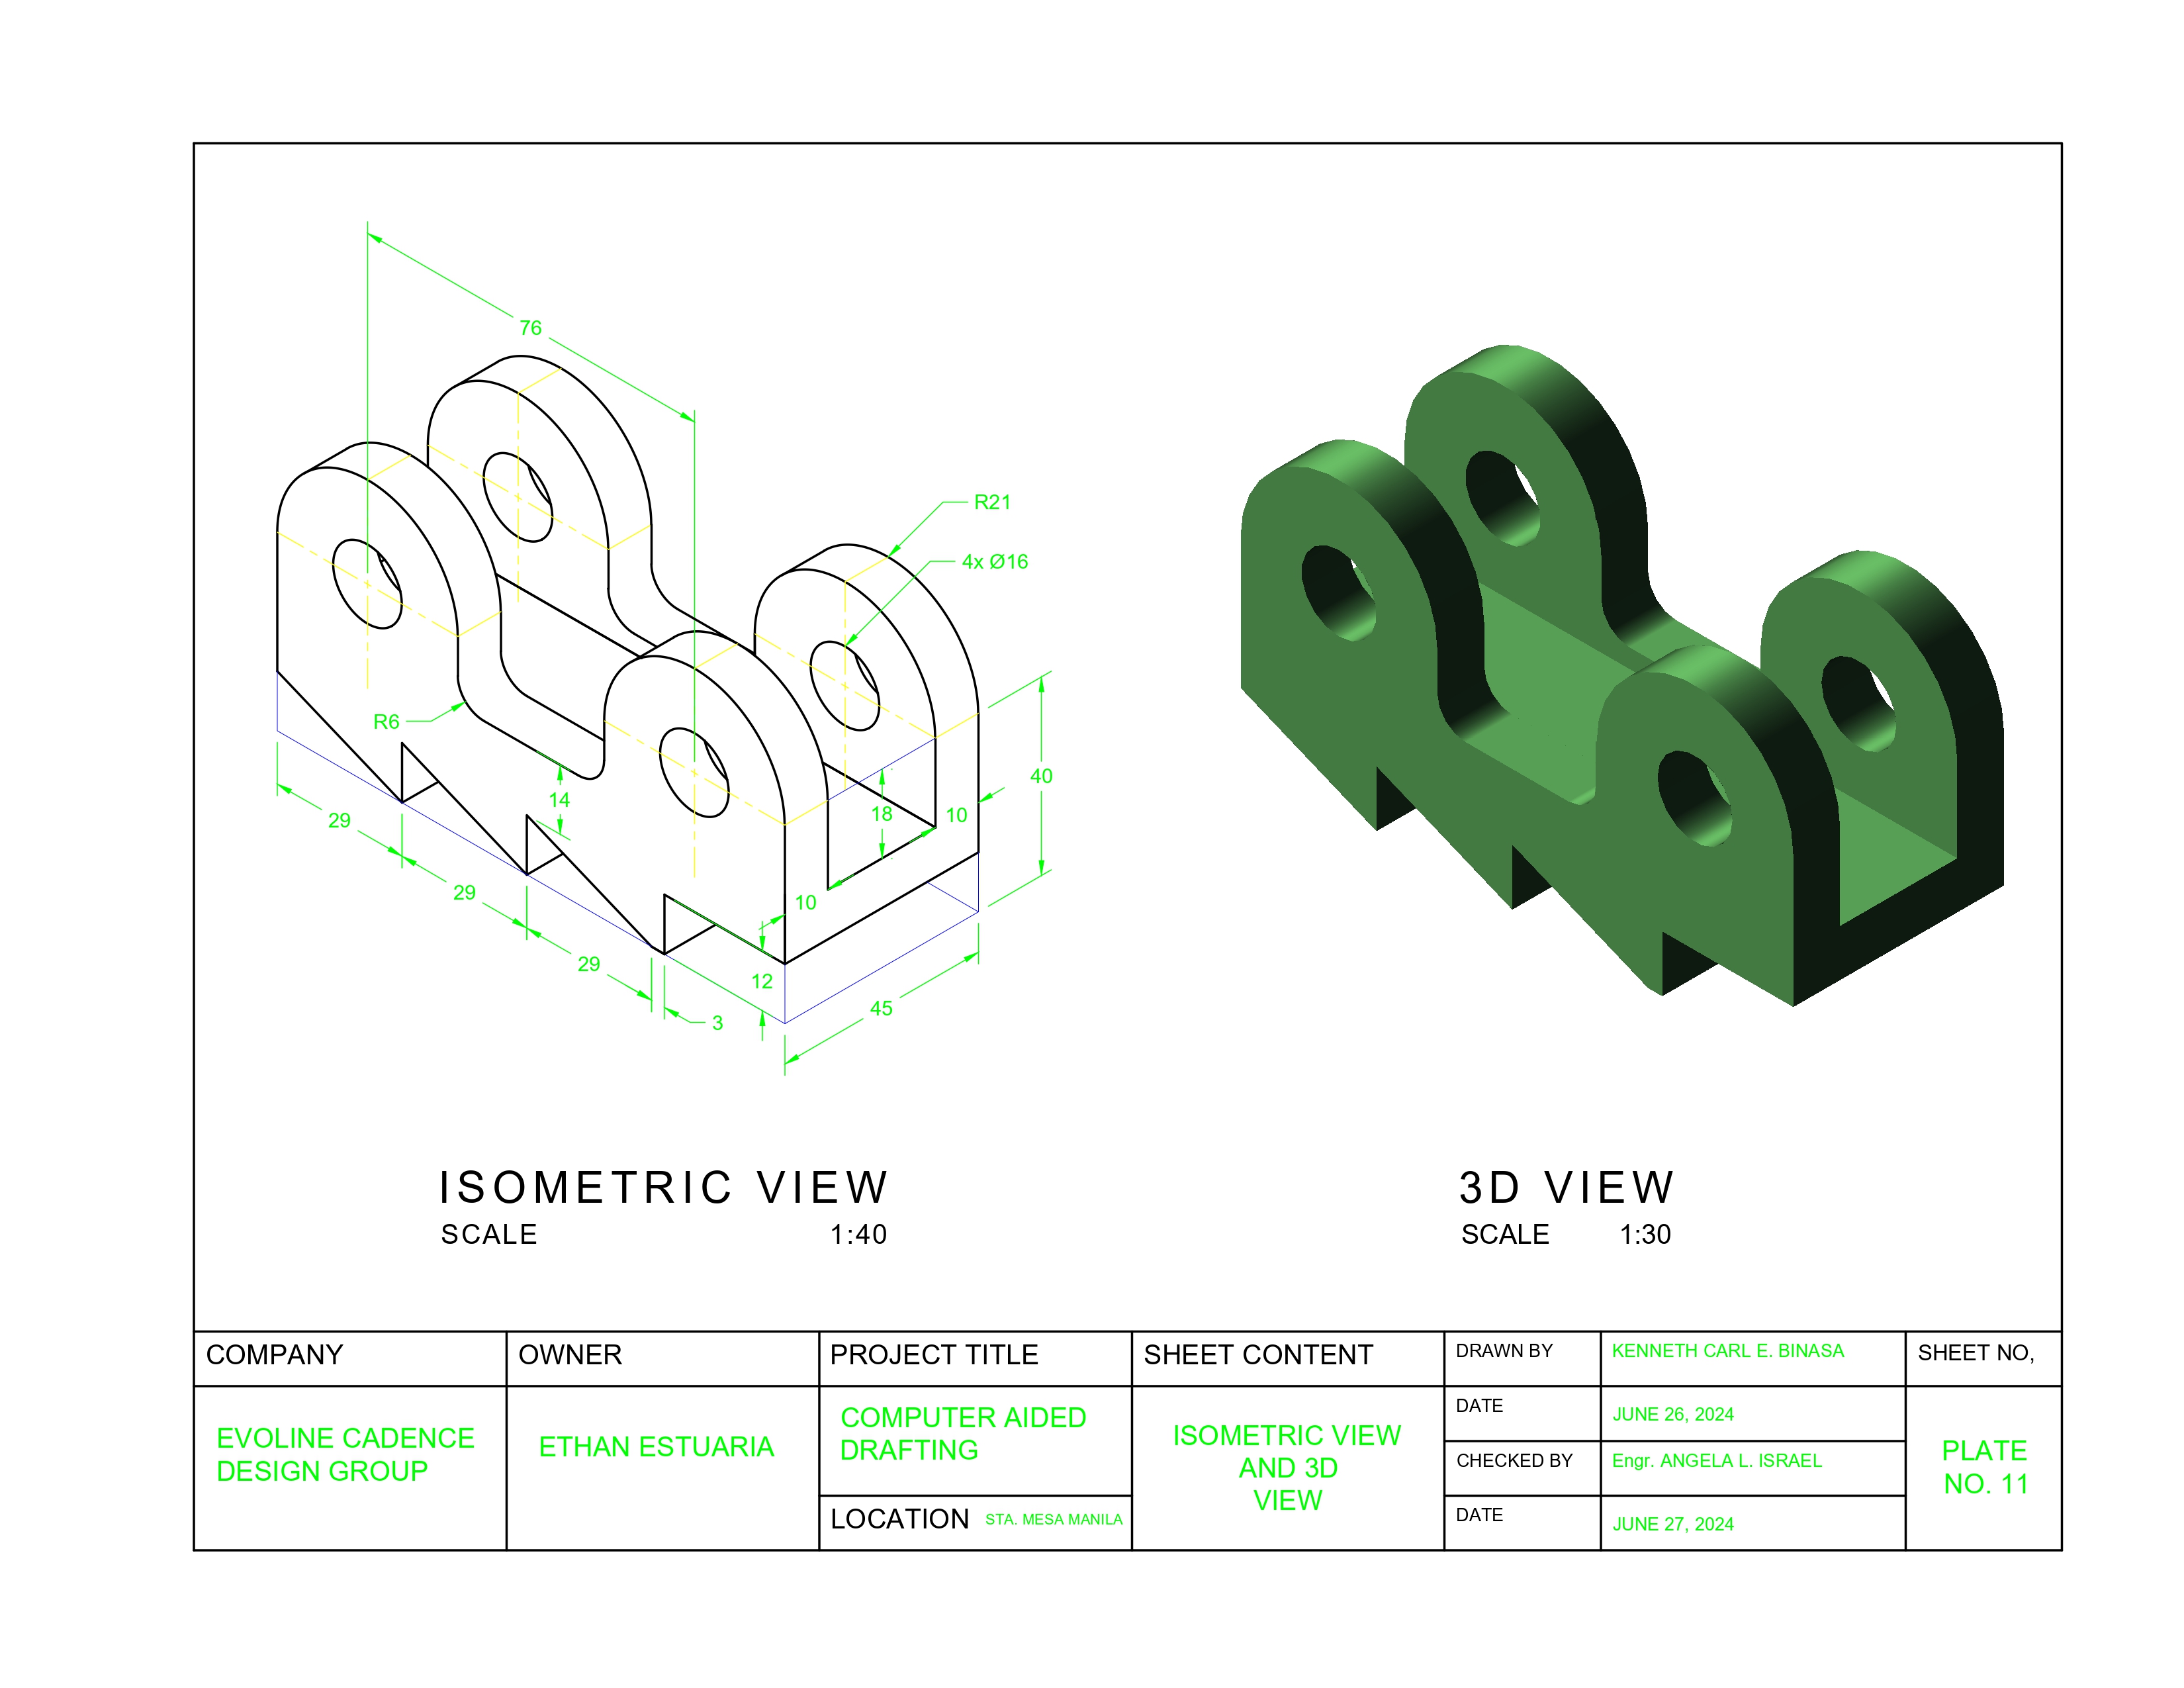 76
R21
4x Ø16
R6
14
40
18
10
29
29
10
29
12
45
3
ISOMETRIC VIEW
SCALE 1:40
3D VIEW
SCALE 1:30
COMPANY
EVOLINE CADENCE
DESIGN GROUP
OWNER
ETHAN ESTUARIA
PROJECT TITLE
COMPUTER AIDED
DRAFTING
LOCATION STA. MESA MANILA
SHEET CONTENT
ISOMETRIC VIEW
AND 3D
VIEW
DRAWN BY KENNETH CARL E. BINASA
DATE JUNE 26, 2024
CHECKED BY Engr. ANGELA L. ISRAEL
DATE JUNE 27, 2024
SHEET NO,
PLATE
NO. 11